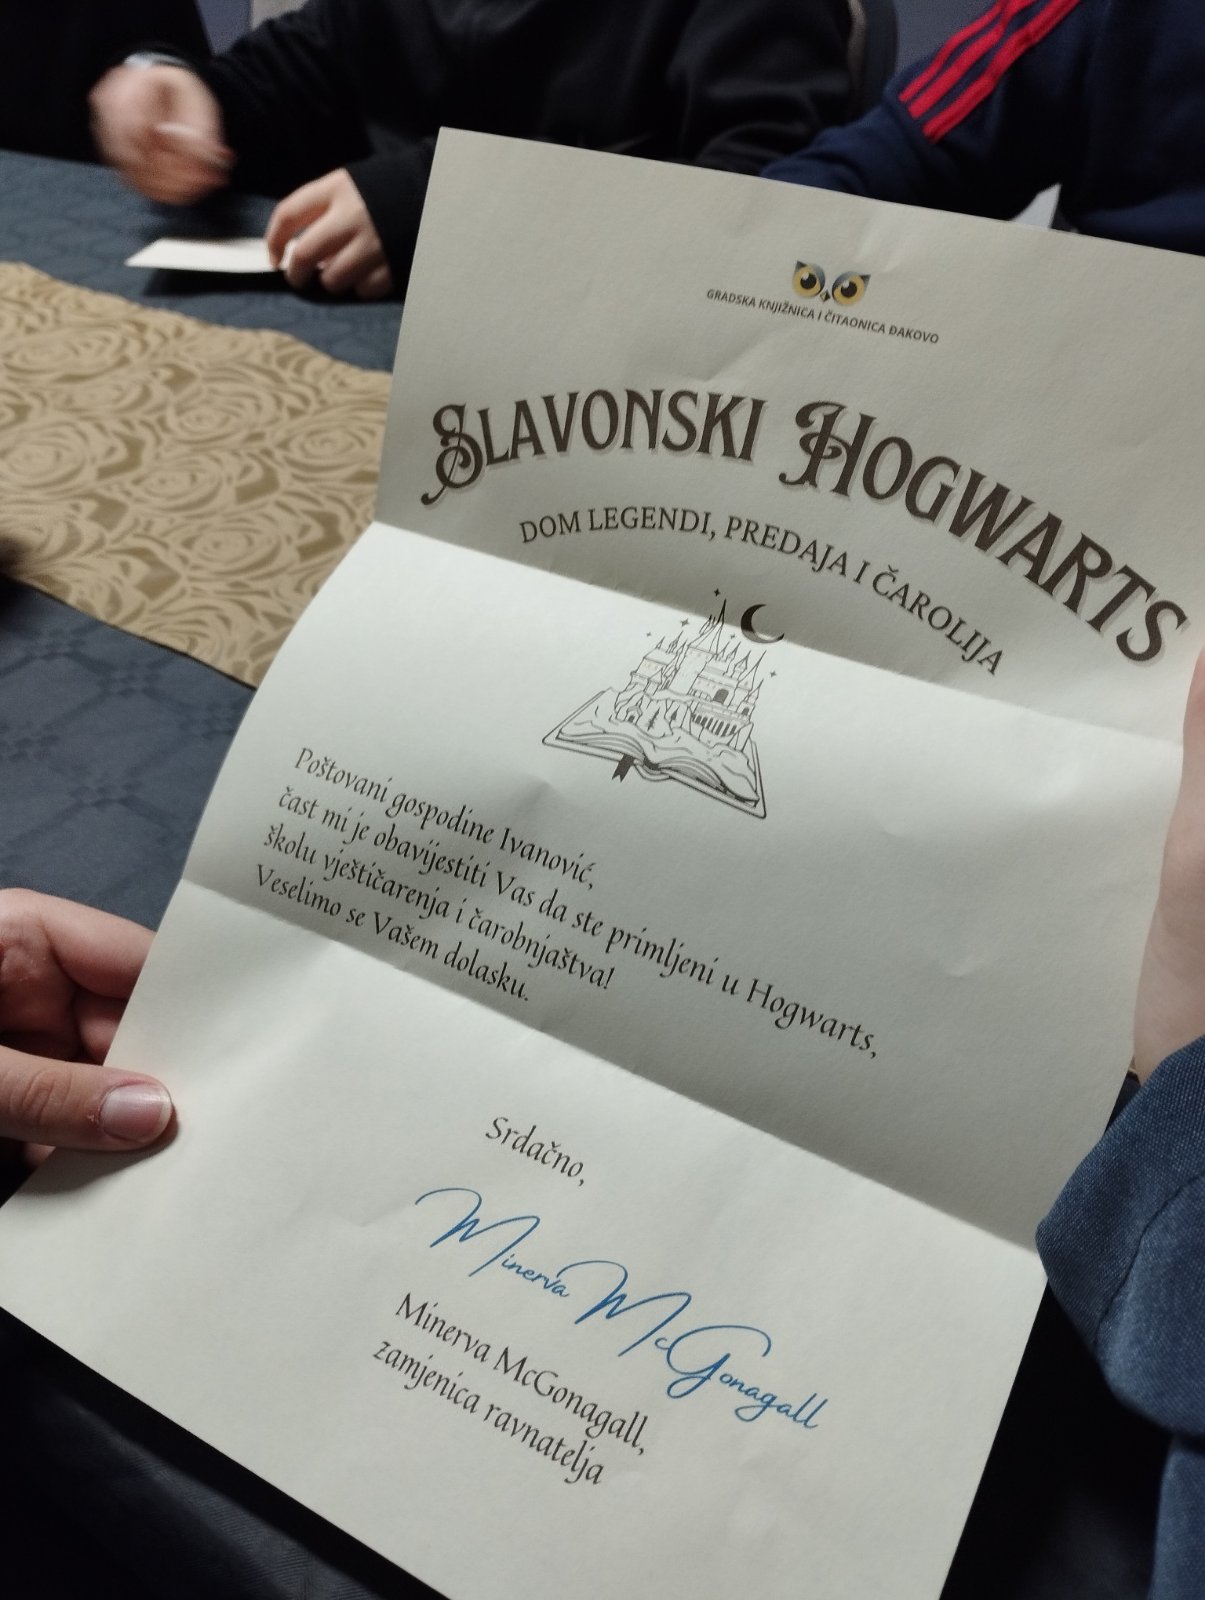 GRADSKA KNJIŽNICA I ČITAONICA ĐAKOVO
SLAVONSKI HOGWARTS
DOM LEGENDI, PREDAJA I ČAROLIJA
Poštovani gospodine Ivanović,
čast mi je obavijestiti Vas da ste primljeni u Hogwarts,
školu vještičarenja i čarobnjaštva!
Veselimo se Vašem dolasku.
Srdačno,
Minerva McGonagall
Minerva McGonagall,
zamjenica ravnatelja